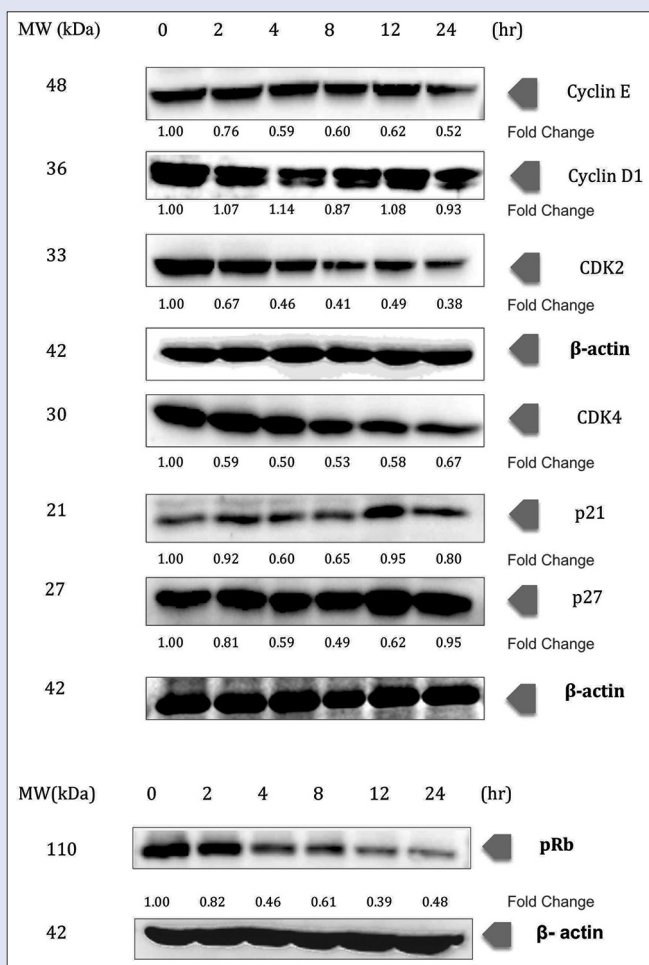 MW (kDa) 0 2 4 8 12 24 (hr)
48 Cyclin E
1.00 0.76 0.59 0.60 0.62 0.52 Fold Change
36 Cyclin D1
1.00 1.07 1.14 0.87 1.08 0.93 Fold Change
33 CDK2
1.00 0.67 0.46 0.41 0.49 0.38 Fold Change
42 β-actin
30 CDK4
1.00 0.59 0.50 0.53 0.58 0.67 Fold Change
21 p21
1.00 0.92 0.60 0.65 0.95 0.80 Fold Change
27 p27
1.00 0.81 0.59 0.49 0.62 0.95 Fold Change
42 β-actin
MW(kDa) 0 2 4 8 12 24 (hr)
110 pRb
1.00 0.82 0.46 0.61 0.39 0.48 Fold Change
42 β- actin